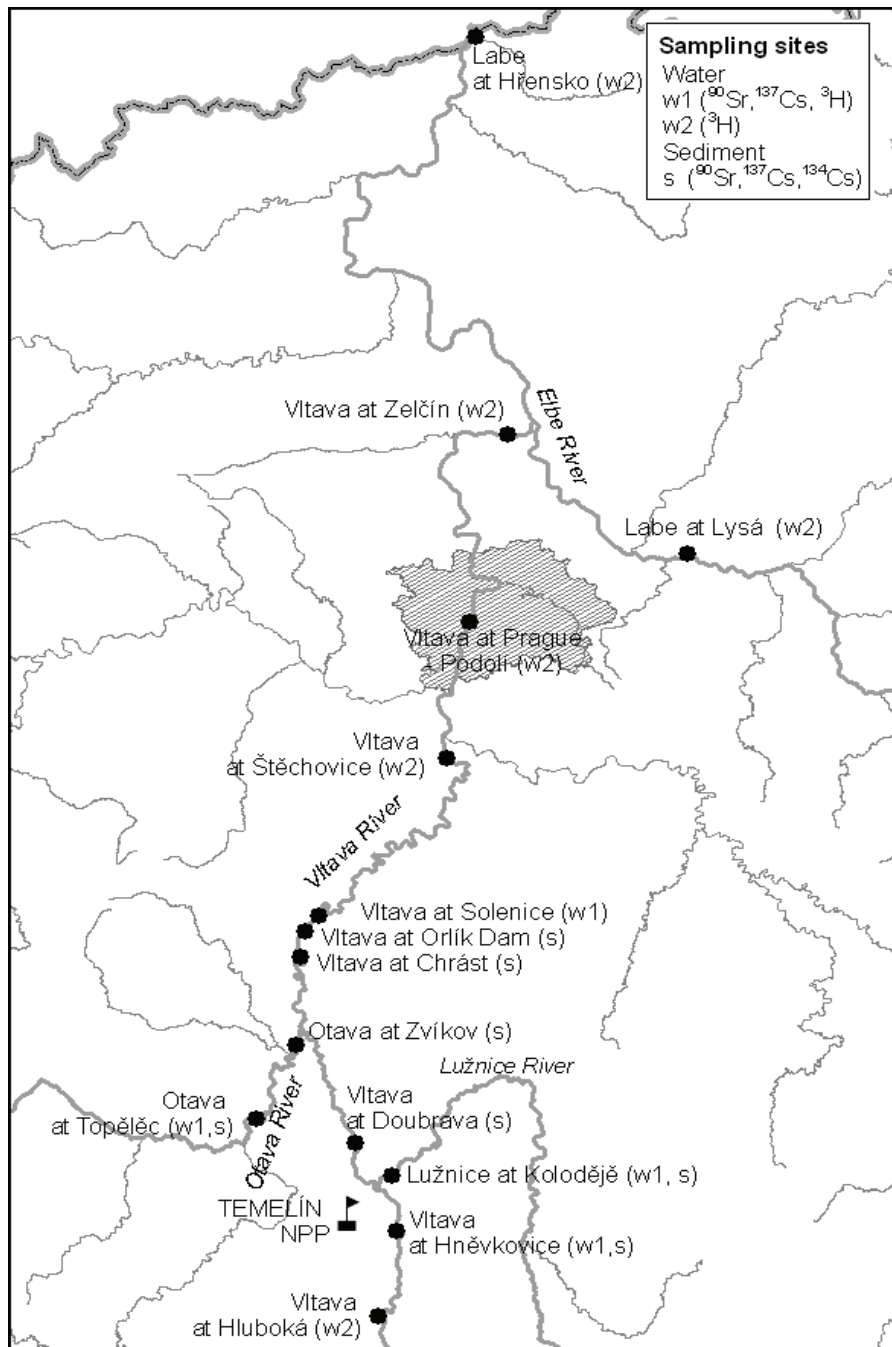 Labe
at Hřensko (w2)
Sampling sites
Water
w1 (⁹⁰Sr,¹³⁷Cs, ³H)
w2 (³H)
Sediment
s (⁹⁰Sr,¹³⁷Cs,¹³⁴Cs)
Vltava at Zelčín (w2)
Elbe River
Labe at Lysá (w2)
Vltava at Prague
- Podolí (w2)
Vltava
at Štěchovice (w2)
Vltava River
Vltava at Solenice (w1)
Vltava at Orlík Dam (s)
Vltava at Chrást (s)
Otava at Zvíkov (s)
Lužnice River
Otava
at Topělěc (w1,s)
Otava River
Vltava
at Doubrava (s)
Lužnice at Kolodějě (w1, s)
TEMELÍN
NPP
Vltava
at Hněvkovice (w1,s)
Vltava
at Hluboká (w2)